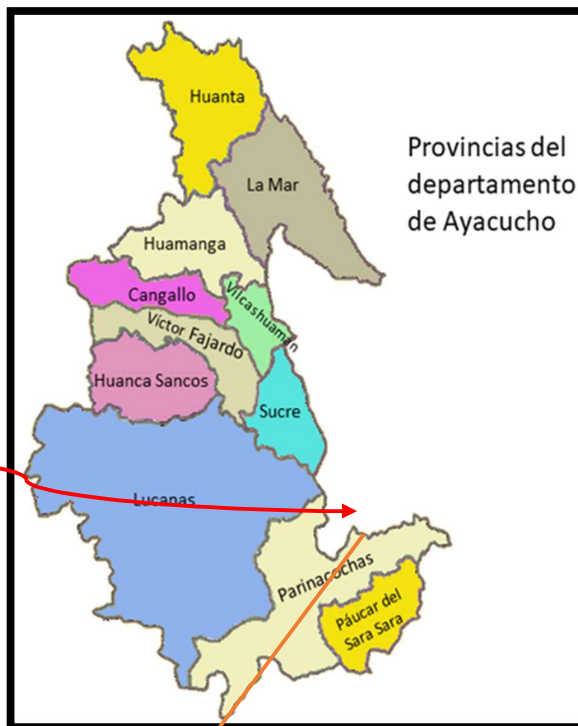 Huanta
La Mar
Provincias del
departamento
de Ayacucho
Huamanga
Cangallo
Vilcashuamán
Víctor Fajardo
Huanca Sancos
Sucre
Lucanas
Parinacochas
Páucar del
Sara Sara